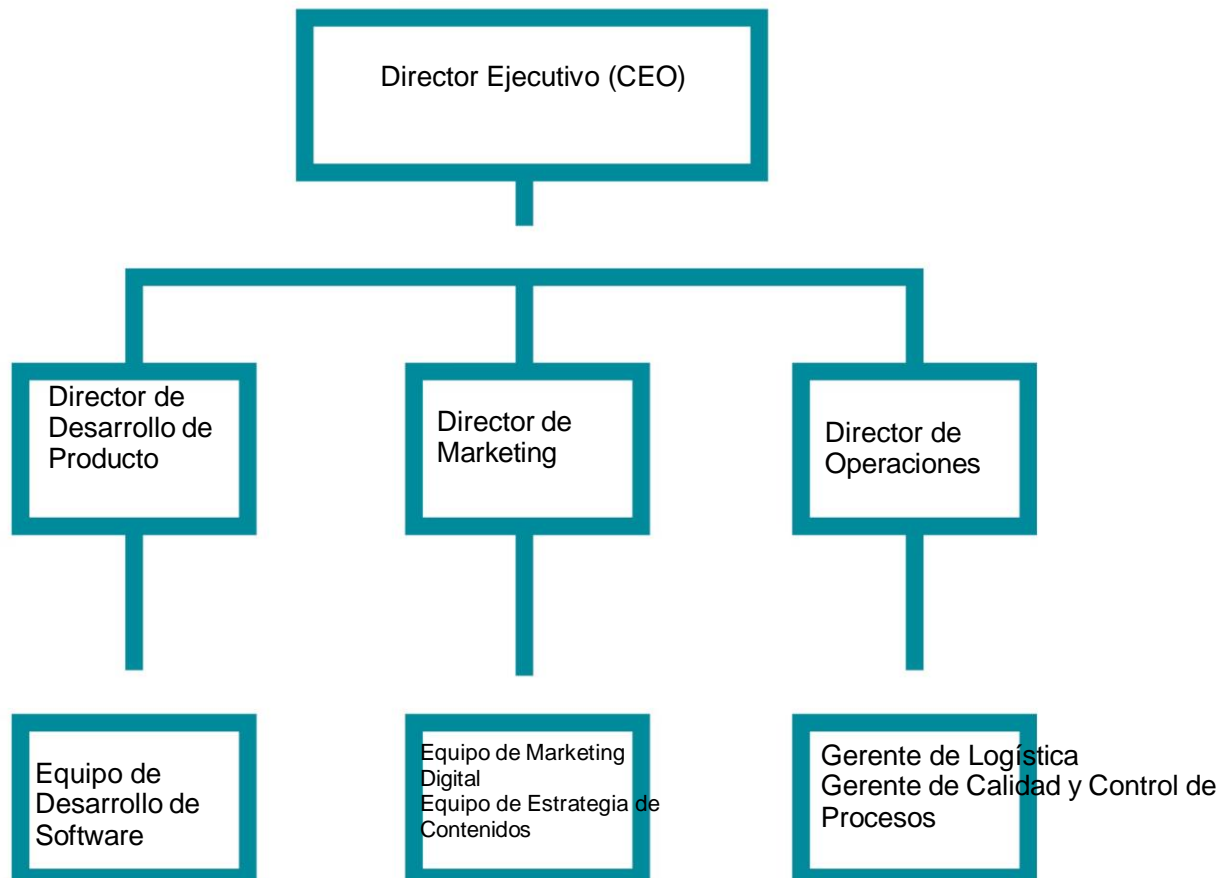 Director Ejecutivo (CEO)
Director de
Desarrollo de
Producto
Director de
Marketing
Director de
Operaciones
Equipo de
Desarrollo de
Software
Equipo de Marketing
Digital
Equipo de Estrategia de
Contenidos
Gerente de Logística
Gerente de Calidad y Control de
Procesos